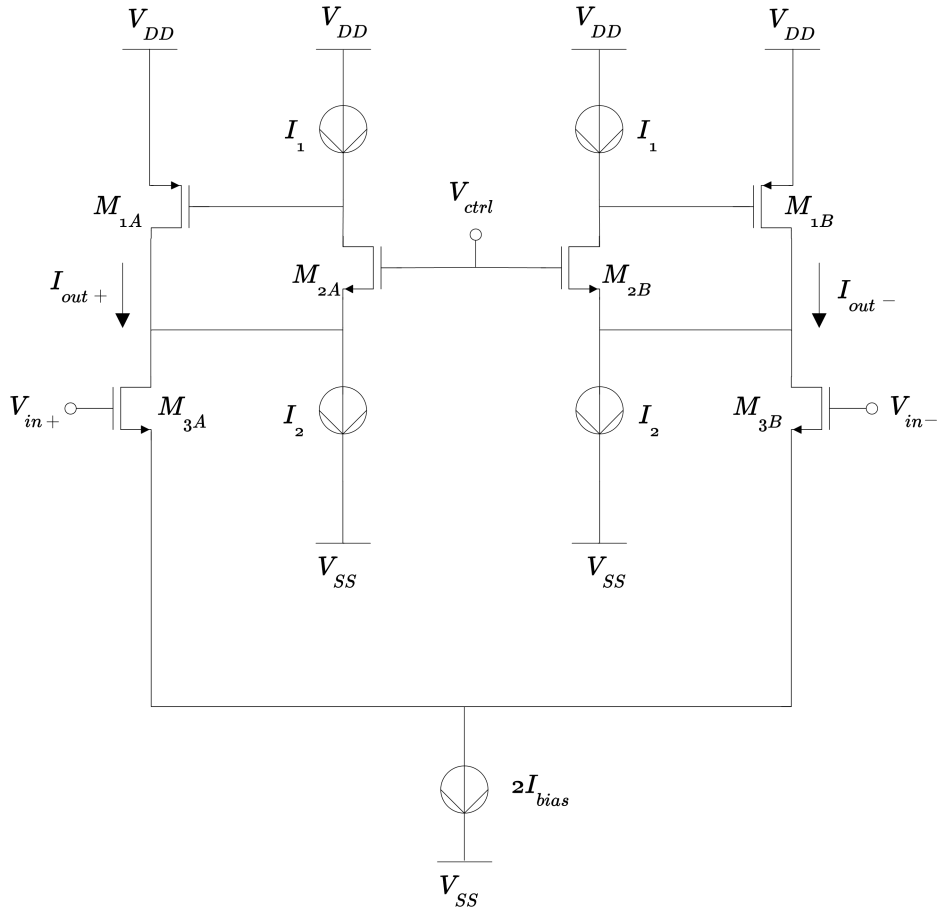 V_DD V_DD V_DD V_DD
I_1 I_1
M_1A V_ctrl M_1B
I_out+ M_2A M_2B I_out−
V_in+ M_3A I_2 I_2 M_3B V_in−
V_SS V_SS
2I_bias
V_SS